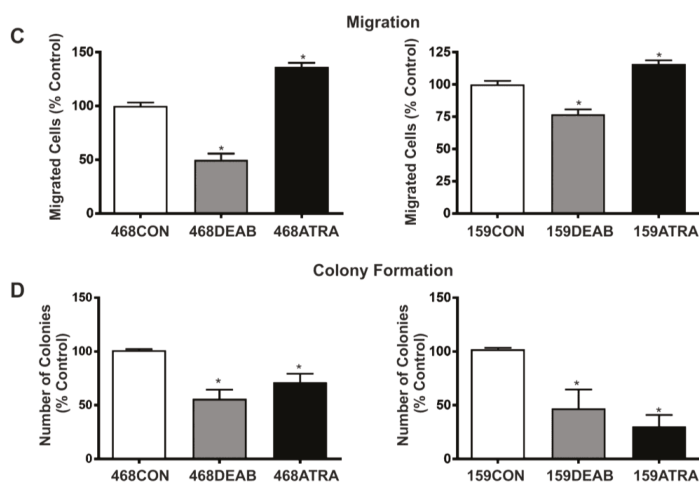 C
Migration
Migrated Cells (% Control)
150
100
50
0
*
*
468CON 468DEAB 468ATRA
Migrated Cells (% Control)
125
100
75
50
25
0
*
*
159CON 159DEAB 159ATRA
D
Colony Formation
Number of Colonies
(% Control)
150
100
50
0
*
*
468CON 468DEAB 468ATRA
Number of Colonies
(% Control)
150
100
50
0
*
*
159CON 159DEAB 159ATRA